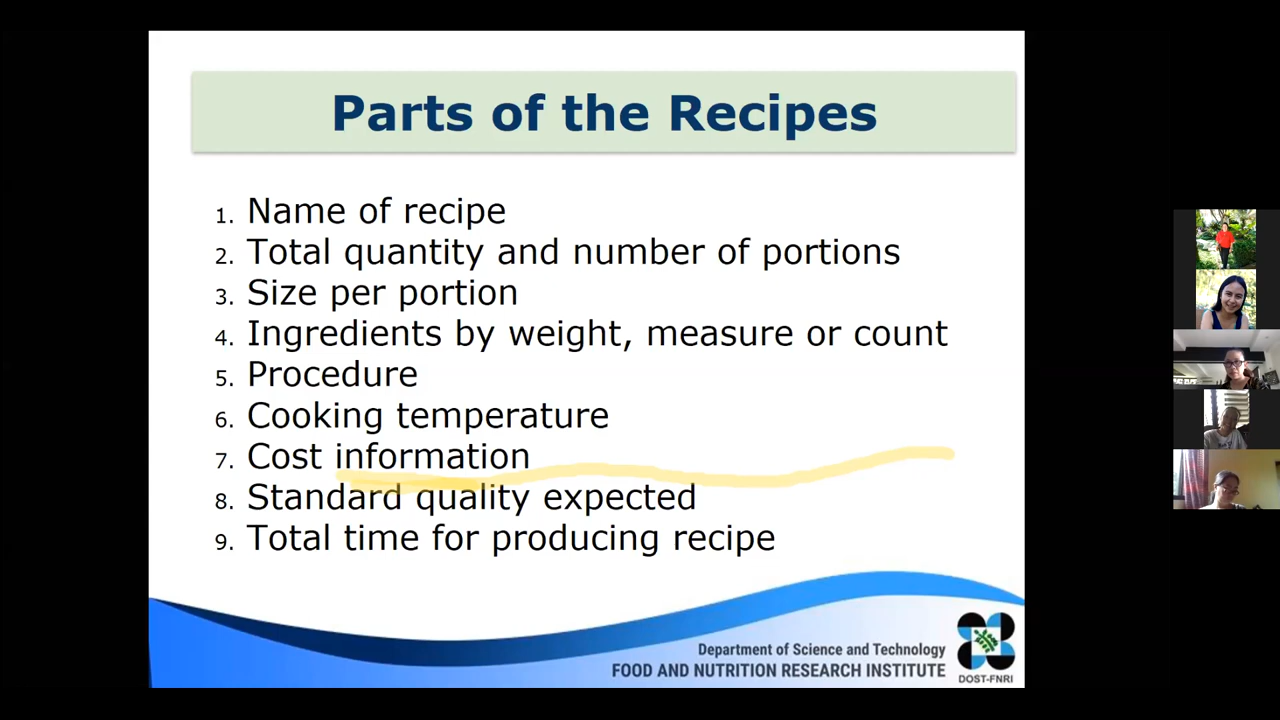 Parts of the Recipes
1. Name of recipe
2. Total quantity and number of portions
3. Size per portion
4. Ingredients by weight, measure or count
5. Procedure
6. Cooking temperature
7. Cost information
8. Standard quality expected
9. Total time for producing recipe
Department of Science and Technology
FOOD AND NUTRITION RESEARCH INSTITUTE
DOST-FNRI